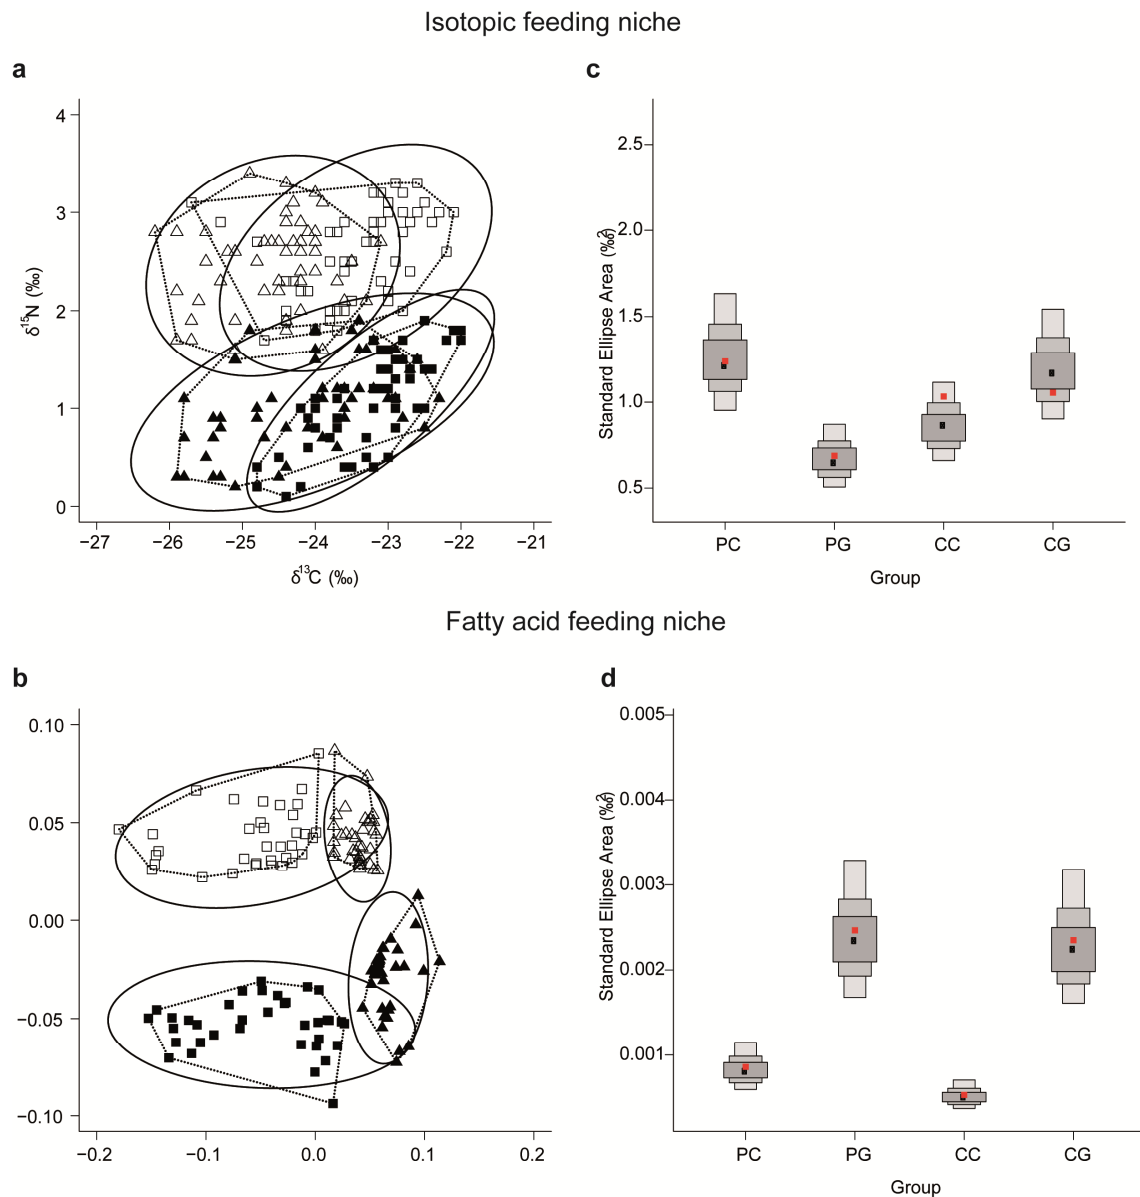 Isotopic feeding niche
a
c
4
3
2
1
0
δ15N (‰)
−27 −26 −25 −24 −23 −22 −21
δ13C (‰)
2.5
2.0
1.5
1.0
0.5
Standard Ellipse Area (‰2)
PC PG CC CG
Group
Fatty acid feeding niche
b
d
0.10
0.05
0.00
−0.05
−0.10
−0.2 −0.1 0.0 0.1 0.2
0.005
0.004
0.003
0.002
0.001
Standard Ellipse Area (‰2)
PC PG CC CG
Group